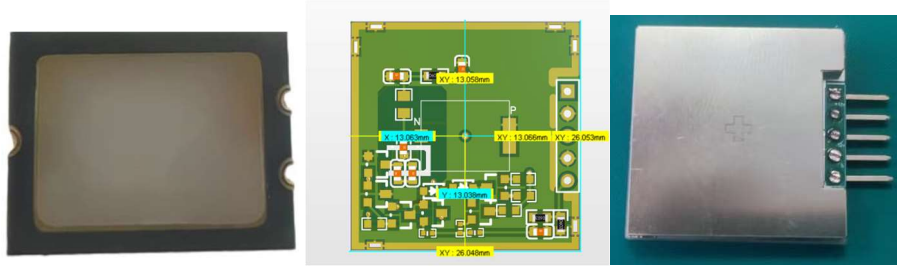 XY : 13.058mm
P
N
X : 13.063mm
XY : 13.066mm
XY : 26.053mm
Y : 13.038mm
XY : 26.048mm